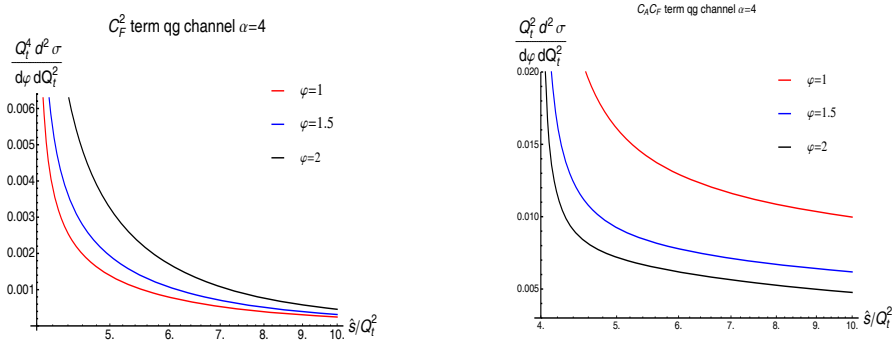 C_F^2 term qg channel α=4
Q_t^4 d^2 σ
dφ dQ_t^2
0.006
0.005
0.004
0.003
0.002
0.001
φ=1
φ=1.5
φ=2
5. 6. 7. 8. 9. 10.
ŝ/Q_t^2
C_A C_F term qg channel α=4
Q_t^2 d^2 σ
dφ dQ_t^2
0.020
0.015
0.010
0.005
φ=1
φ=1.5
φ=2
4. 5. 6. 7. 8. 9. 10.
ŝ/Q_t^2